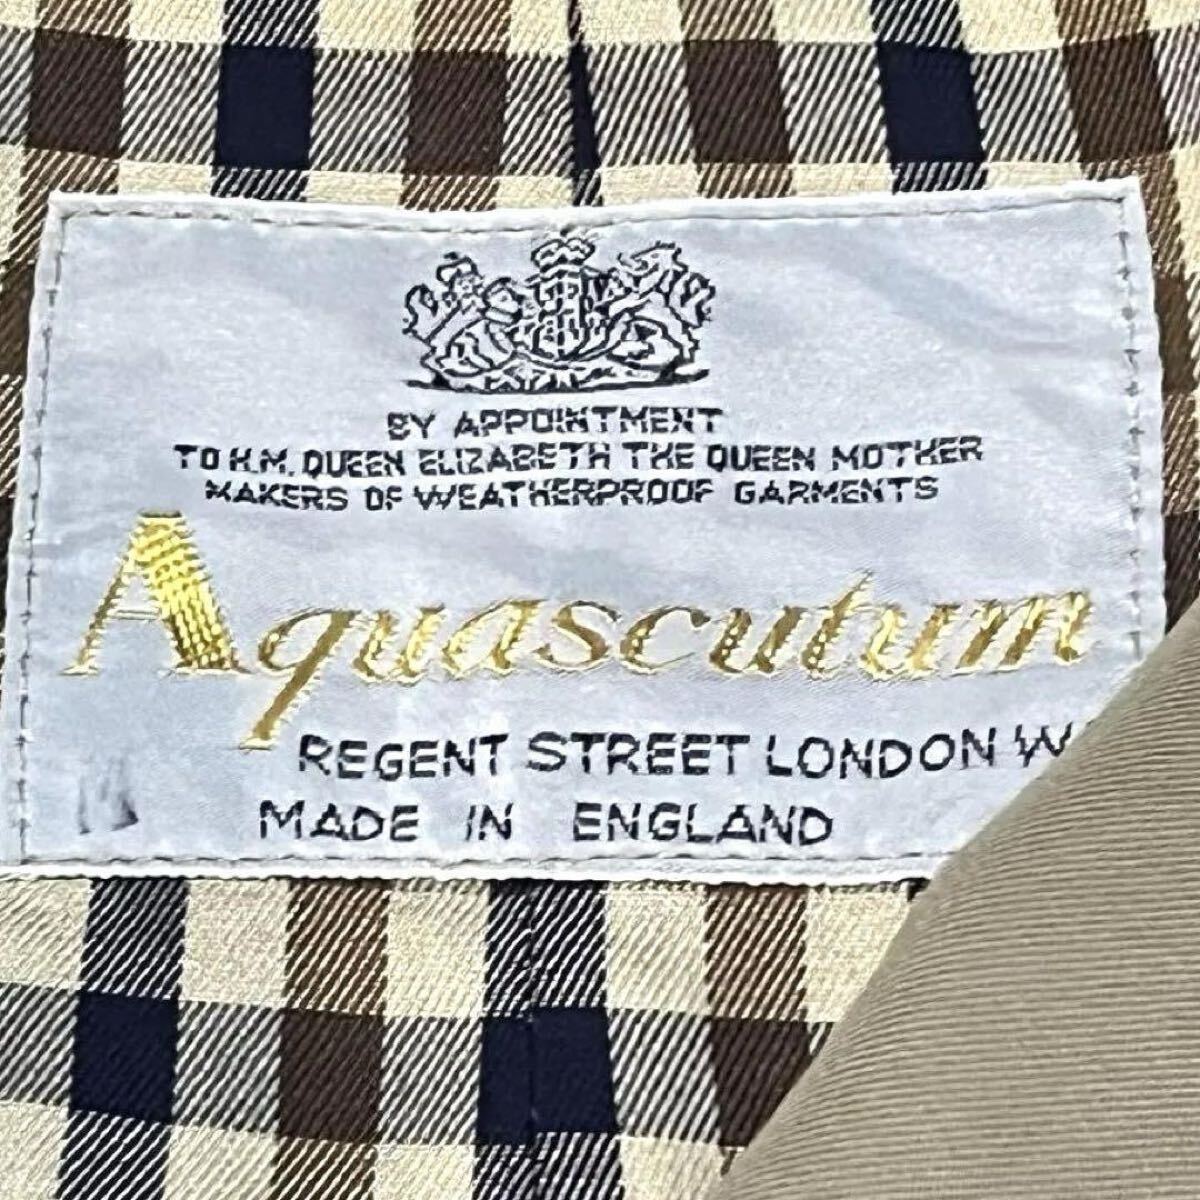 BY APPOINTMENT
TO H.M. QUEEN ELIZABETH THE QUEEN MOTHER
MAKERS OF WEATHERPROOF GARMENTS
Aquascutum
REGENT STREET LONDON
MADE IN ENGLAND